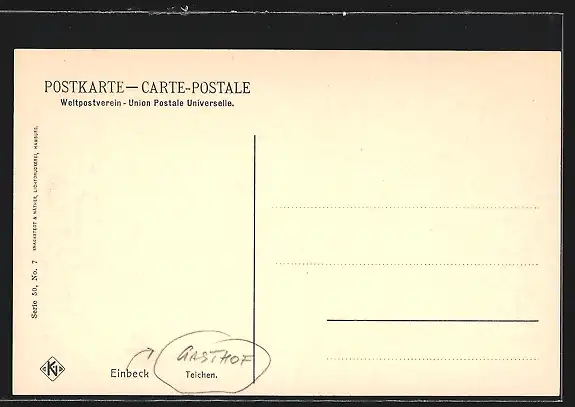 POSTKARTE — CARTE-POSTALE
Weltpostverein - Union Postale Universelle.
Serie 50, No. 7 KNACKSTEDT & NÄTHER, LICHTDRUCKEREI, HAMBURG.
GASTHOF
Einbeck Teichen.